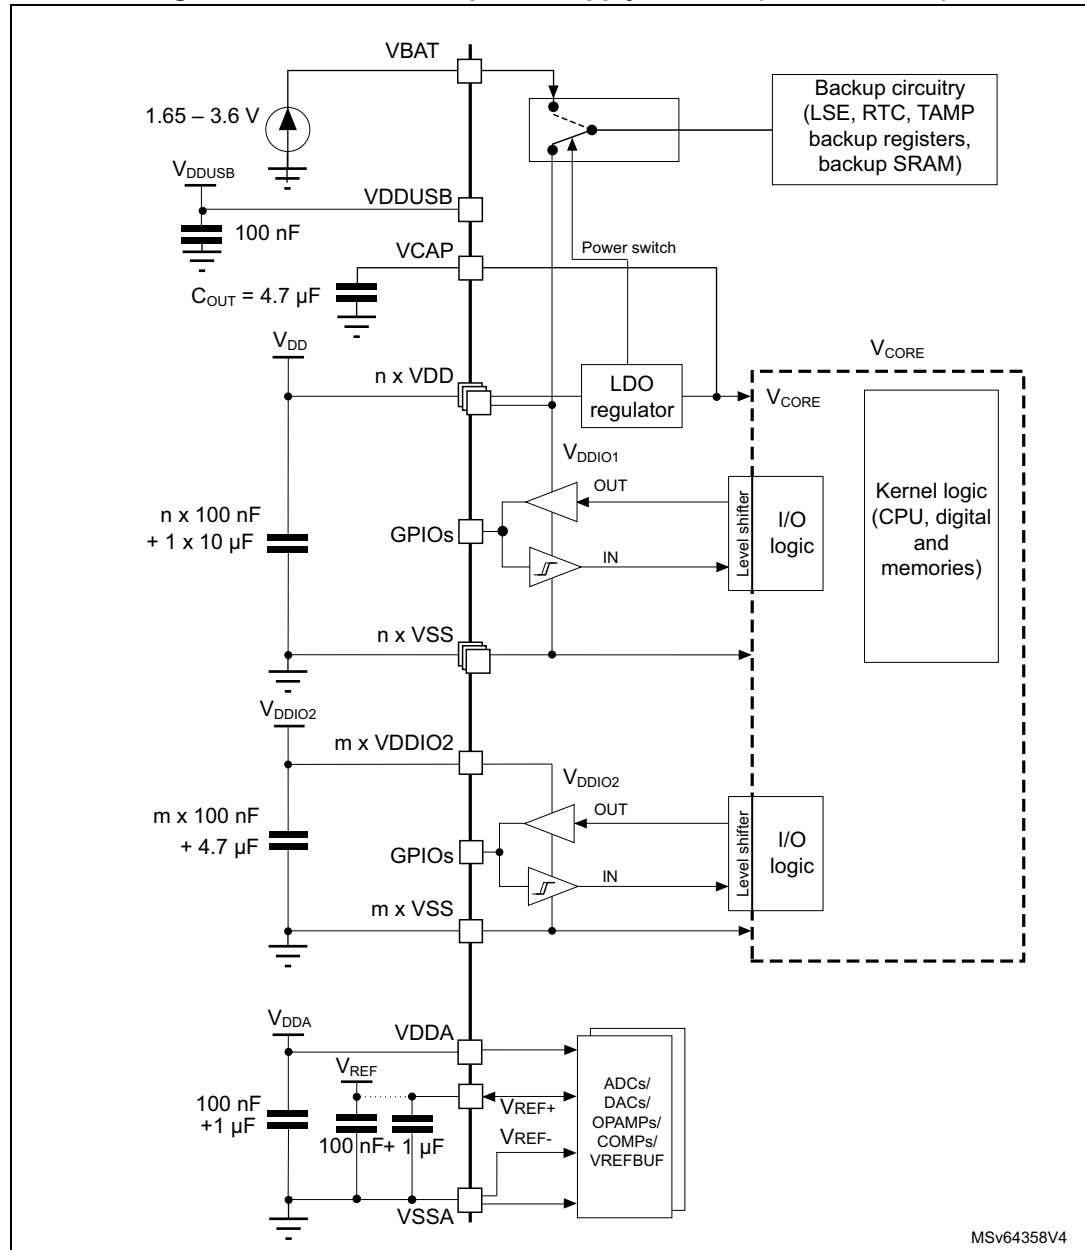 VBAT
1.65 – 3.6 V
Backup circuitry
(LSE, RTC, TAMP
backup registers,
backup SRAM)
VDDUSB
VDDUSB
100 nF
Power switch
VCAP
COUT = 4.7 µF
VDD
n x VDD
LDO
regulator
VCORE
VCORE
VDDIO1
OUT
Level shifter
I/O
logic
Kernel logic
(CPU, digital
and
memories)
n x 100 nF
+ 1 x 10 µF
GPIOs
IN
n x VSS
VDDIO2
m x VDDIO2
VDDIO2
OUT
Level shifter
I/O
logic
m x 100 nF
+ 4.7 µF
GPIOs
IN
m x VSS
VDDA
VDDA
VREF
100 nF
+1 µF
100 nF+ 1 µF
VREF+
VREF-
ADCs/
DACs/
OPAMPs/
COMPs/
VREFBUF
VSSA
MSv64358V4